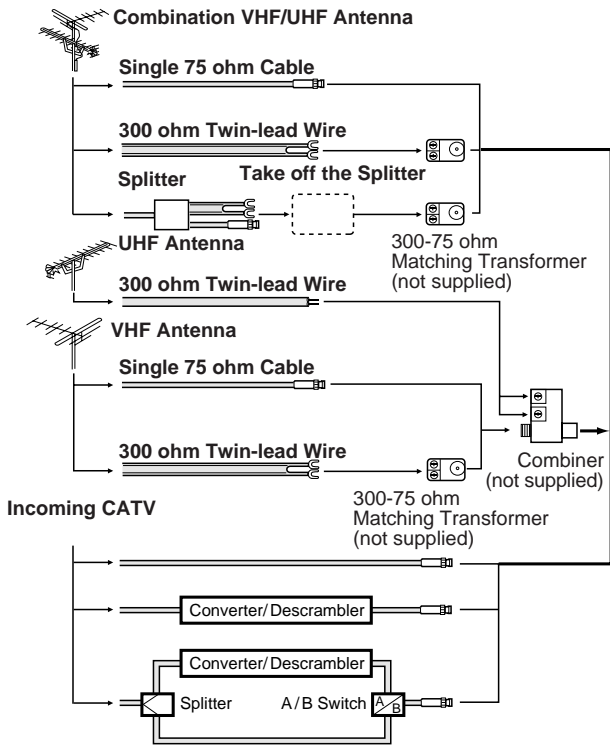 Combination VHF/UHF Antenna
Single 75 ohm Cable
300 ohm Twin-lead Wire
Splitter
Take off the Splitter
300-75 ohm
Matching Transformer
(not supplied)
UHF Antenna
300 ohm Twin-lead Wire
VHF Antenna
Single 75 ohm Cable
300 ohm Twin-lead Wire
Combiner
(not supplied)
300-75 ohm
Matching Transformer
(not supplied)
Incoming CATV
Converter/Descrambler
Converter/Descrambler
Splitter
A/B Switch
A
B